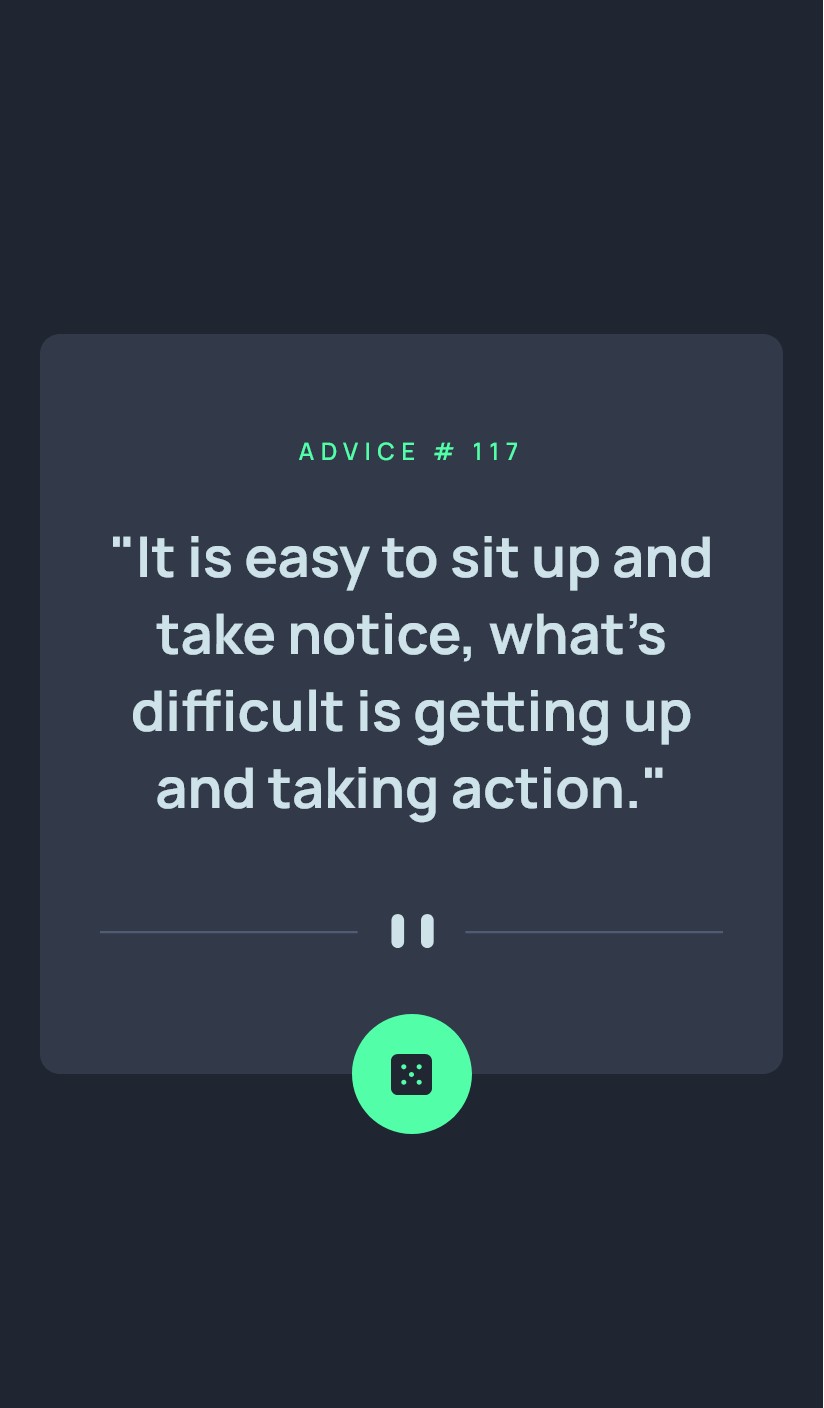 ADVICE # 117
"It is easy to sit up and
take notice, what's
difficult is getting up
and taking action."